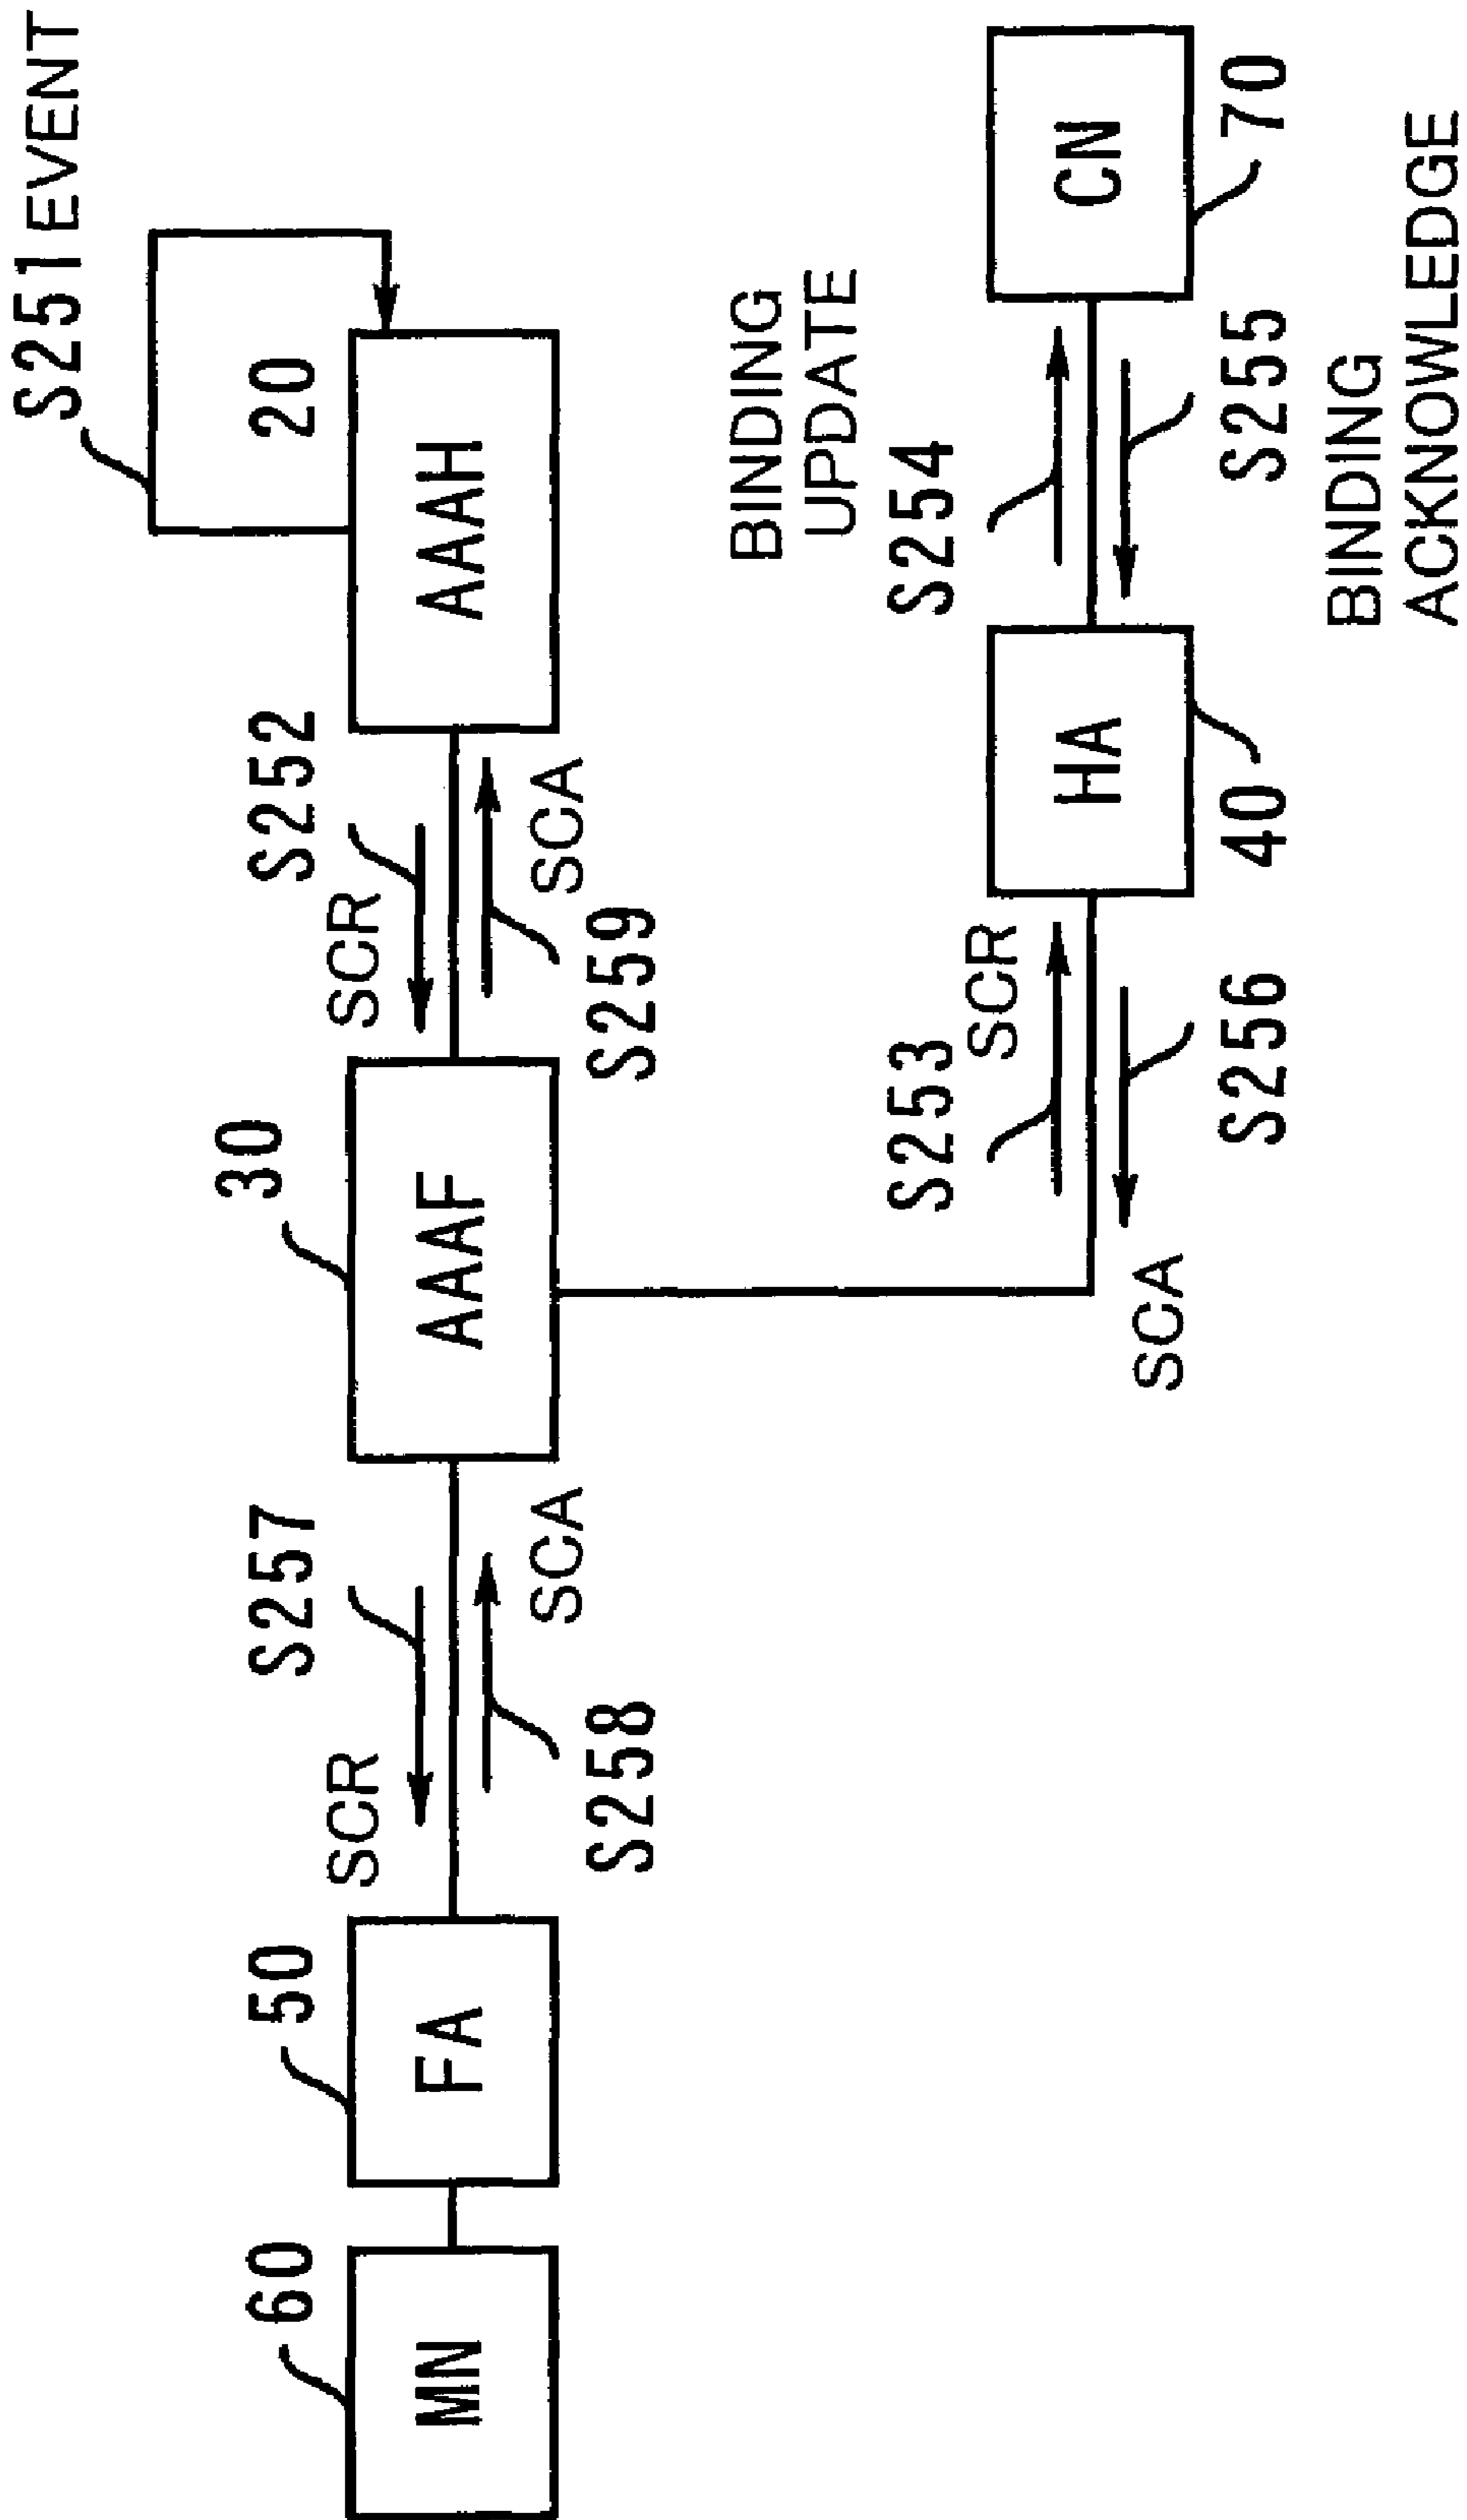 S251 EVENT
20
AAAH
S252
SCR
SCA
S259
30
AAAF
S257
SCR
SCA
S258
50
FA
60
MN
BINDING
UPDATE
S254
CN
70
S255
BINDING
ACKNOWLEDGE
HA
40
S253
SCR
S256
SCA